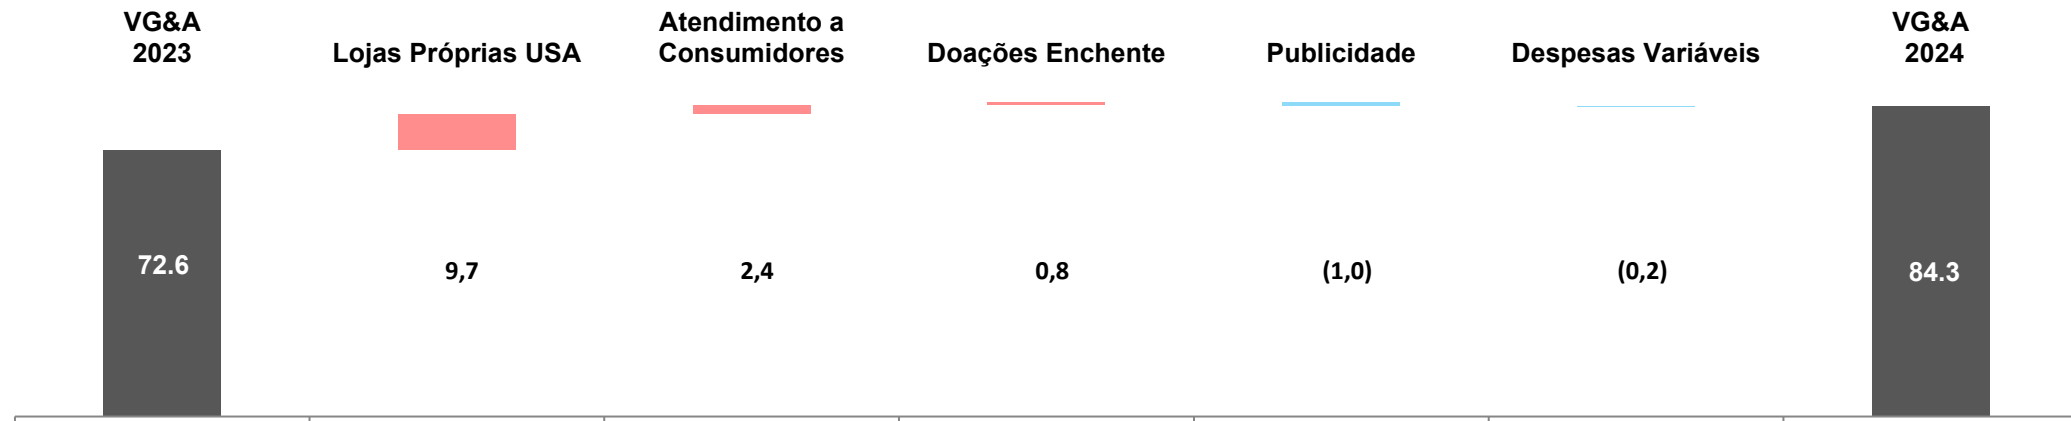 VG&A
2023
Lojas Próprias USA
Atendimento a
Consumidores
Doações Enchente
Publicidade
Despesas Variáveis
VG&A
2024
72.6
9,7
2,4
0,8
(1,0)
(0,2)
84.3